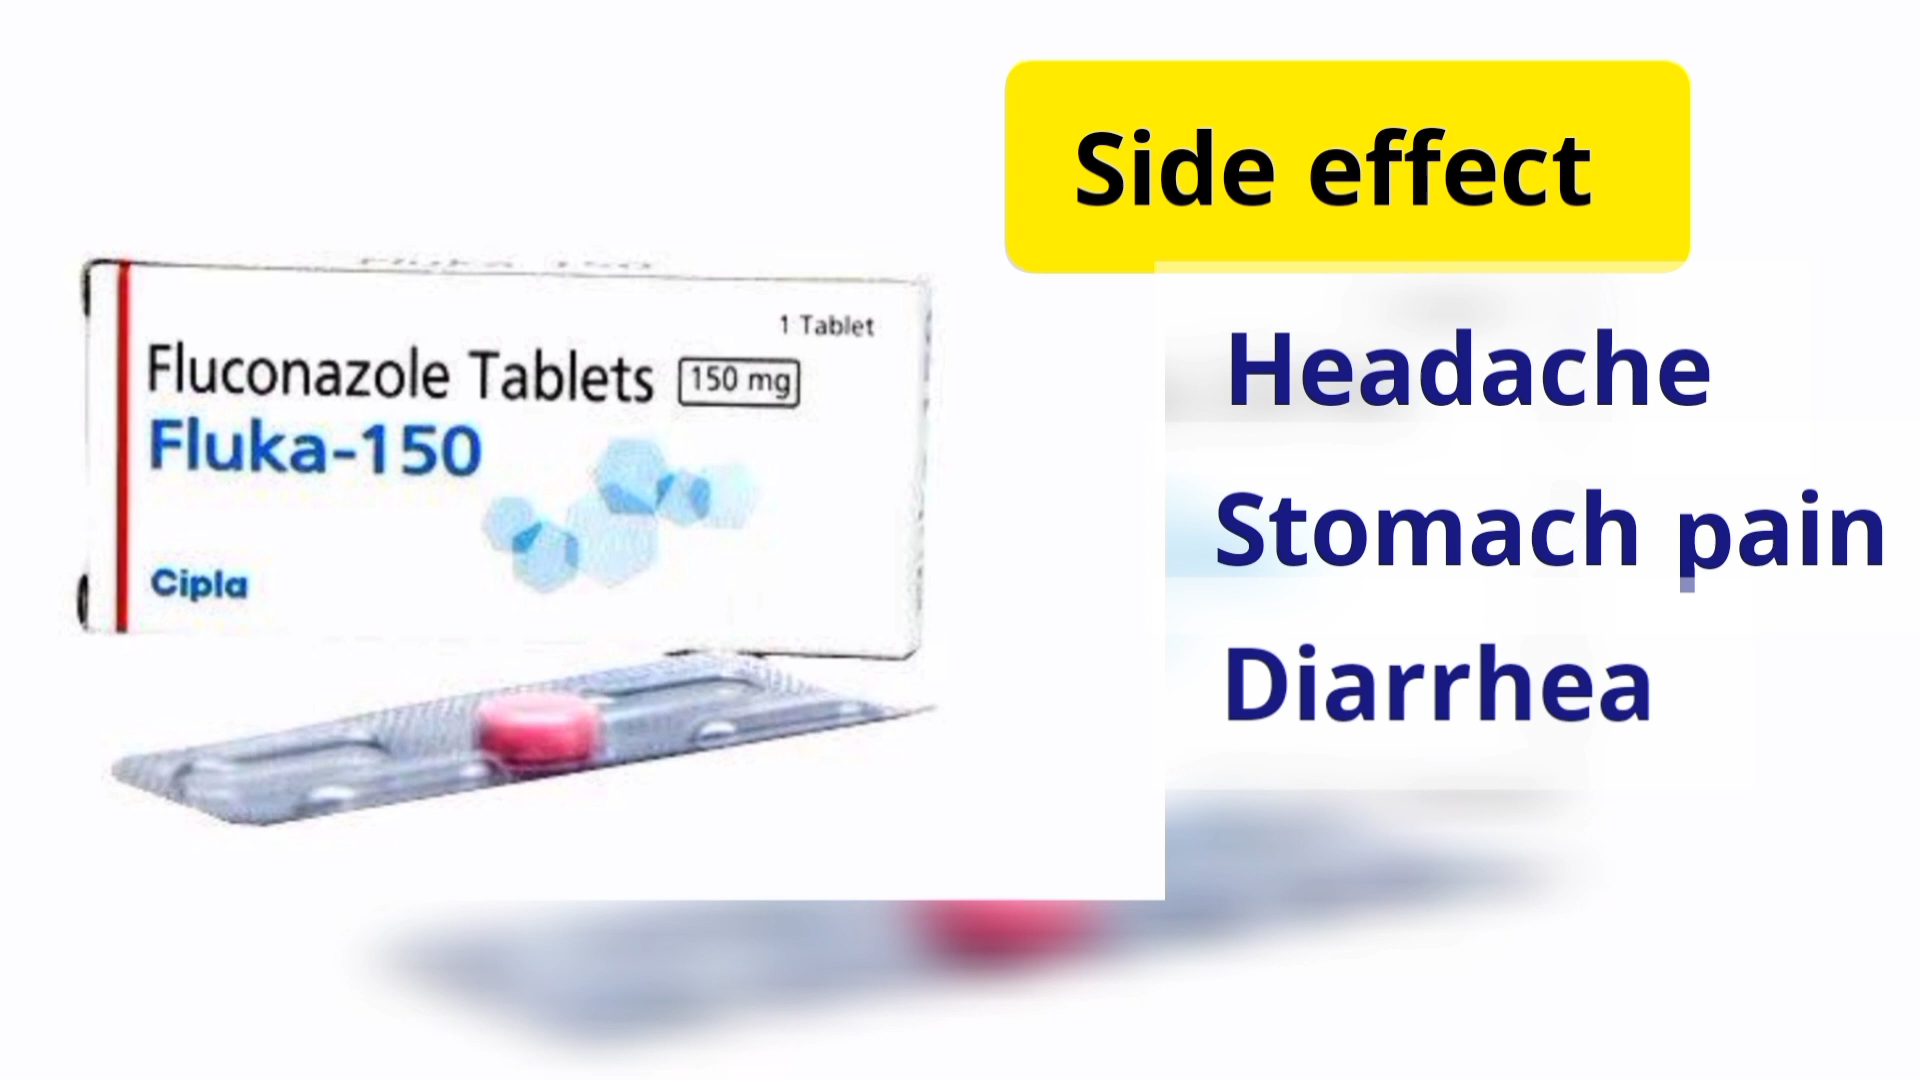 Side effect
1 Tablet
Fluconazole Tablets 150 mg
Fluka-150
Cipla
Headache
Stomach pain
Diarrhea